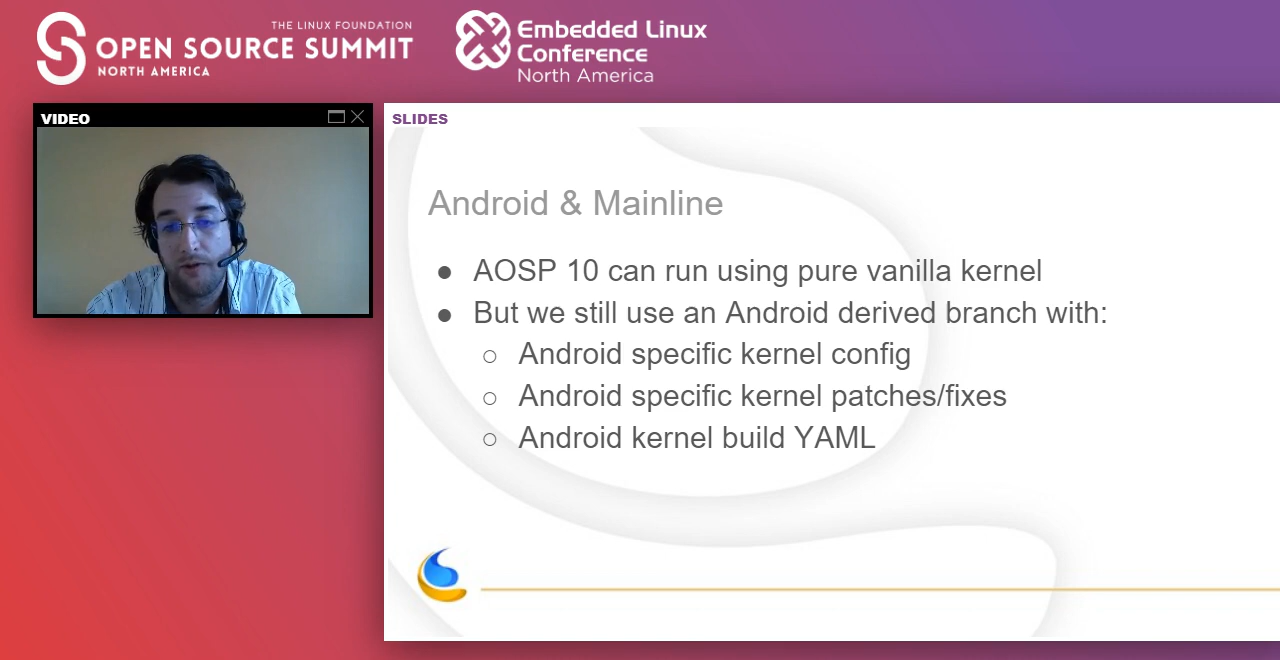 THE LINUX FOUNDATION
OPEN SOURCE SUMMIT
NORTH AMERICA
Embedded Linux
Conference
North America
VIDEO
SLIDES
Android & Mainline
● AOSP 10 can run using pure vanilla kernel
● But we still use an Android derived branch with:
○ Android specific kernel config
○ Android specific kernel patches/fixes
○ Android kernel build YAML